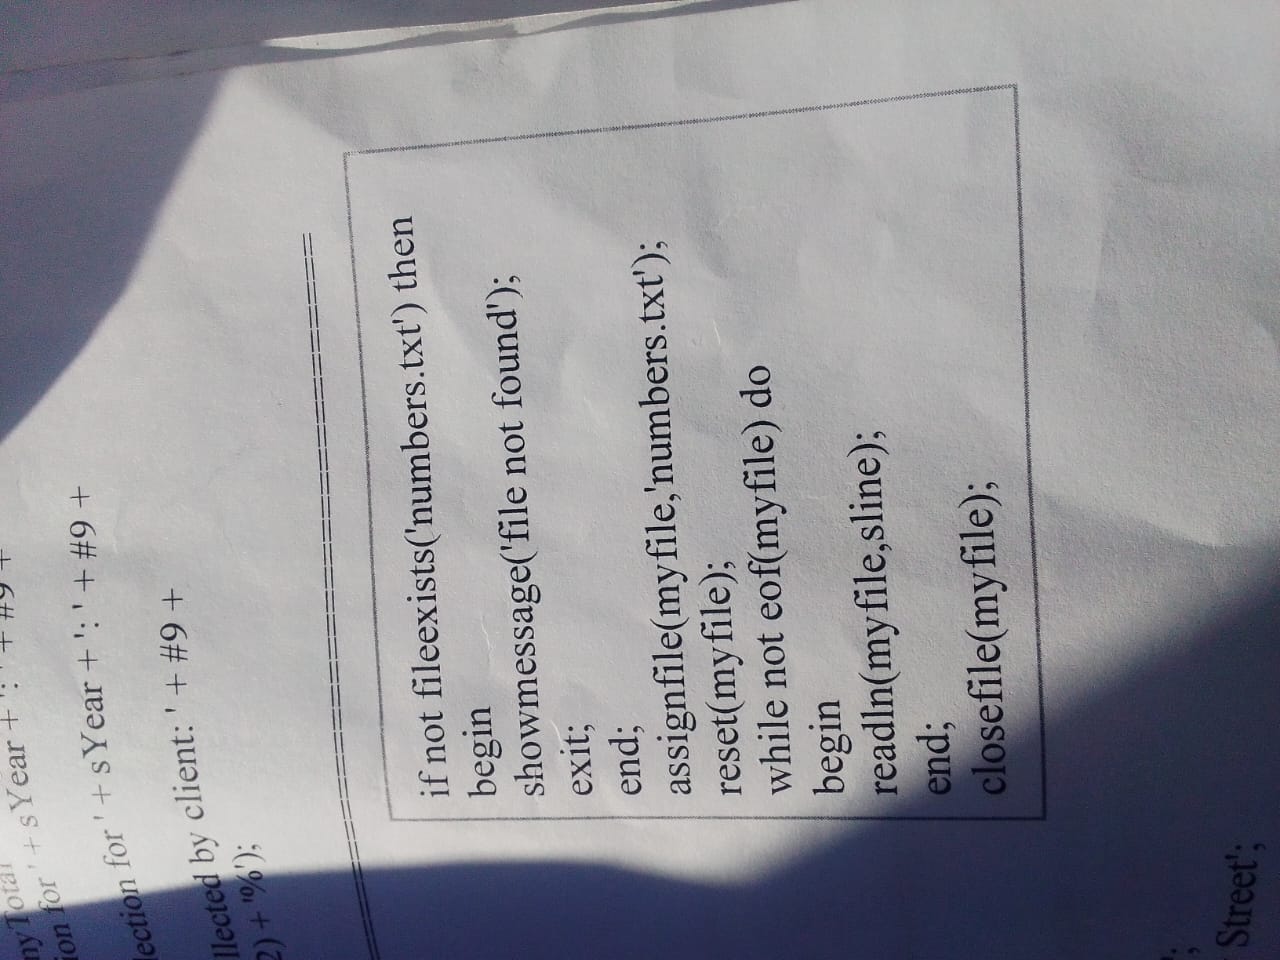 ion for ' + sYear + ': ' + #9 +
lection for ' + sYear + ': ' + #9 +
llected by client: ' + #9 +
2) + '%');
if not fileexists('numbers.txt') then
begin
showmessage('file not found');
exit;
end;
assignfile(myfile,'numbers.txt');
reset(myfile);
while not eof(myfile) do
begin
readln(myfile,sline);
end;
closefile(myfile);
Street';